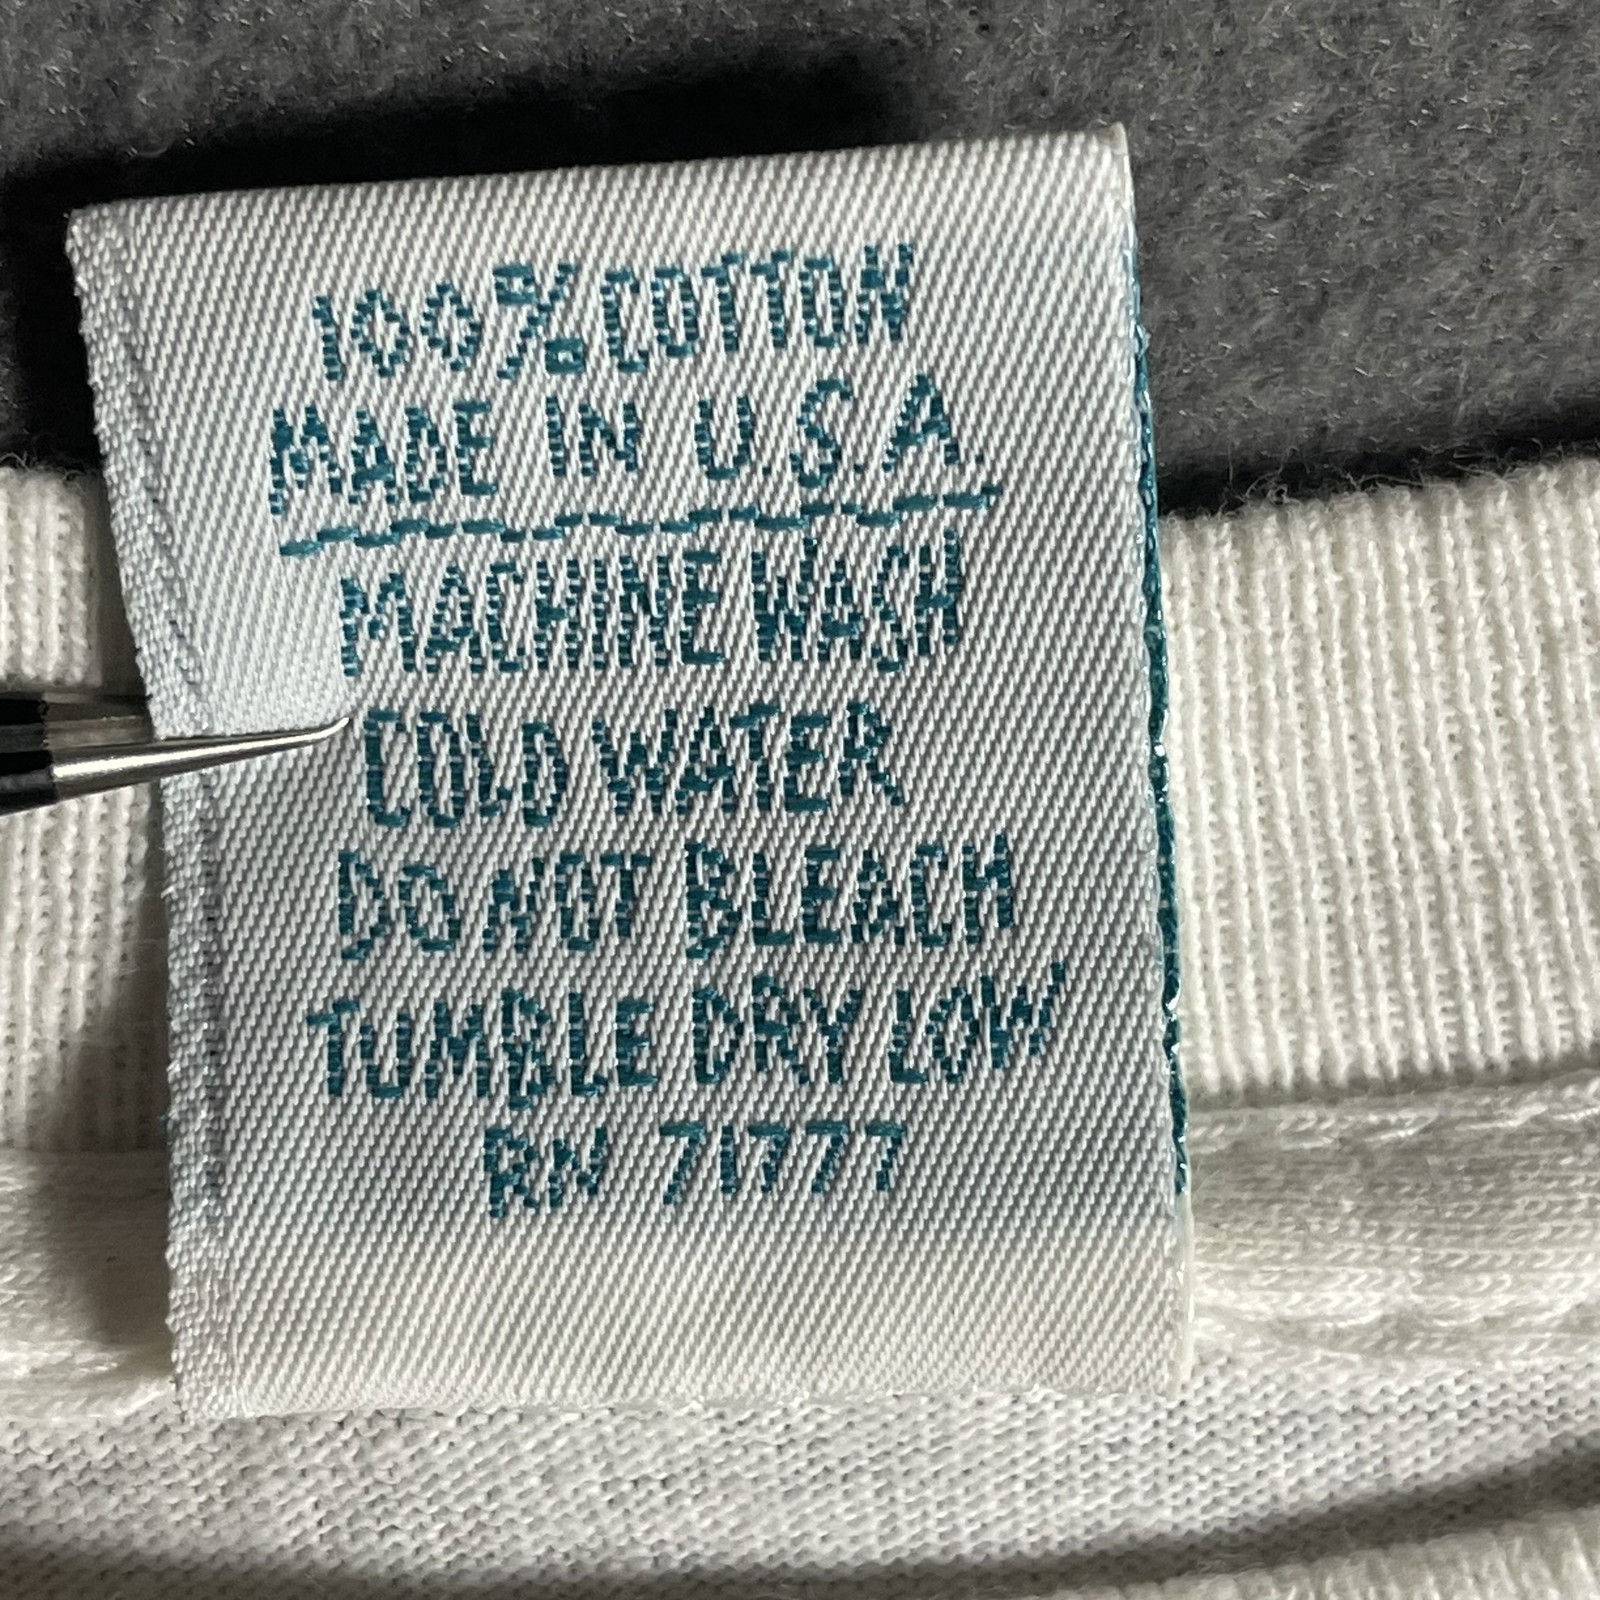 100% COTTON
MADE IN U.S.A.
MACHINE WASH
COLD WATER
DO NOT BLEACH
TUMBLE DRY LOW
RN 71777